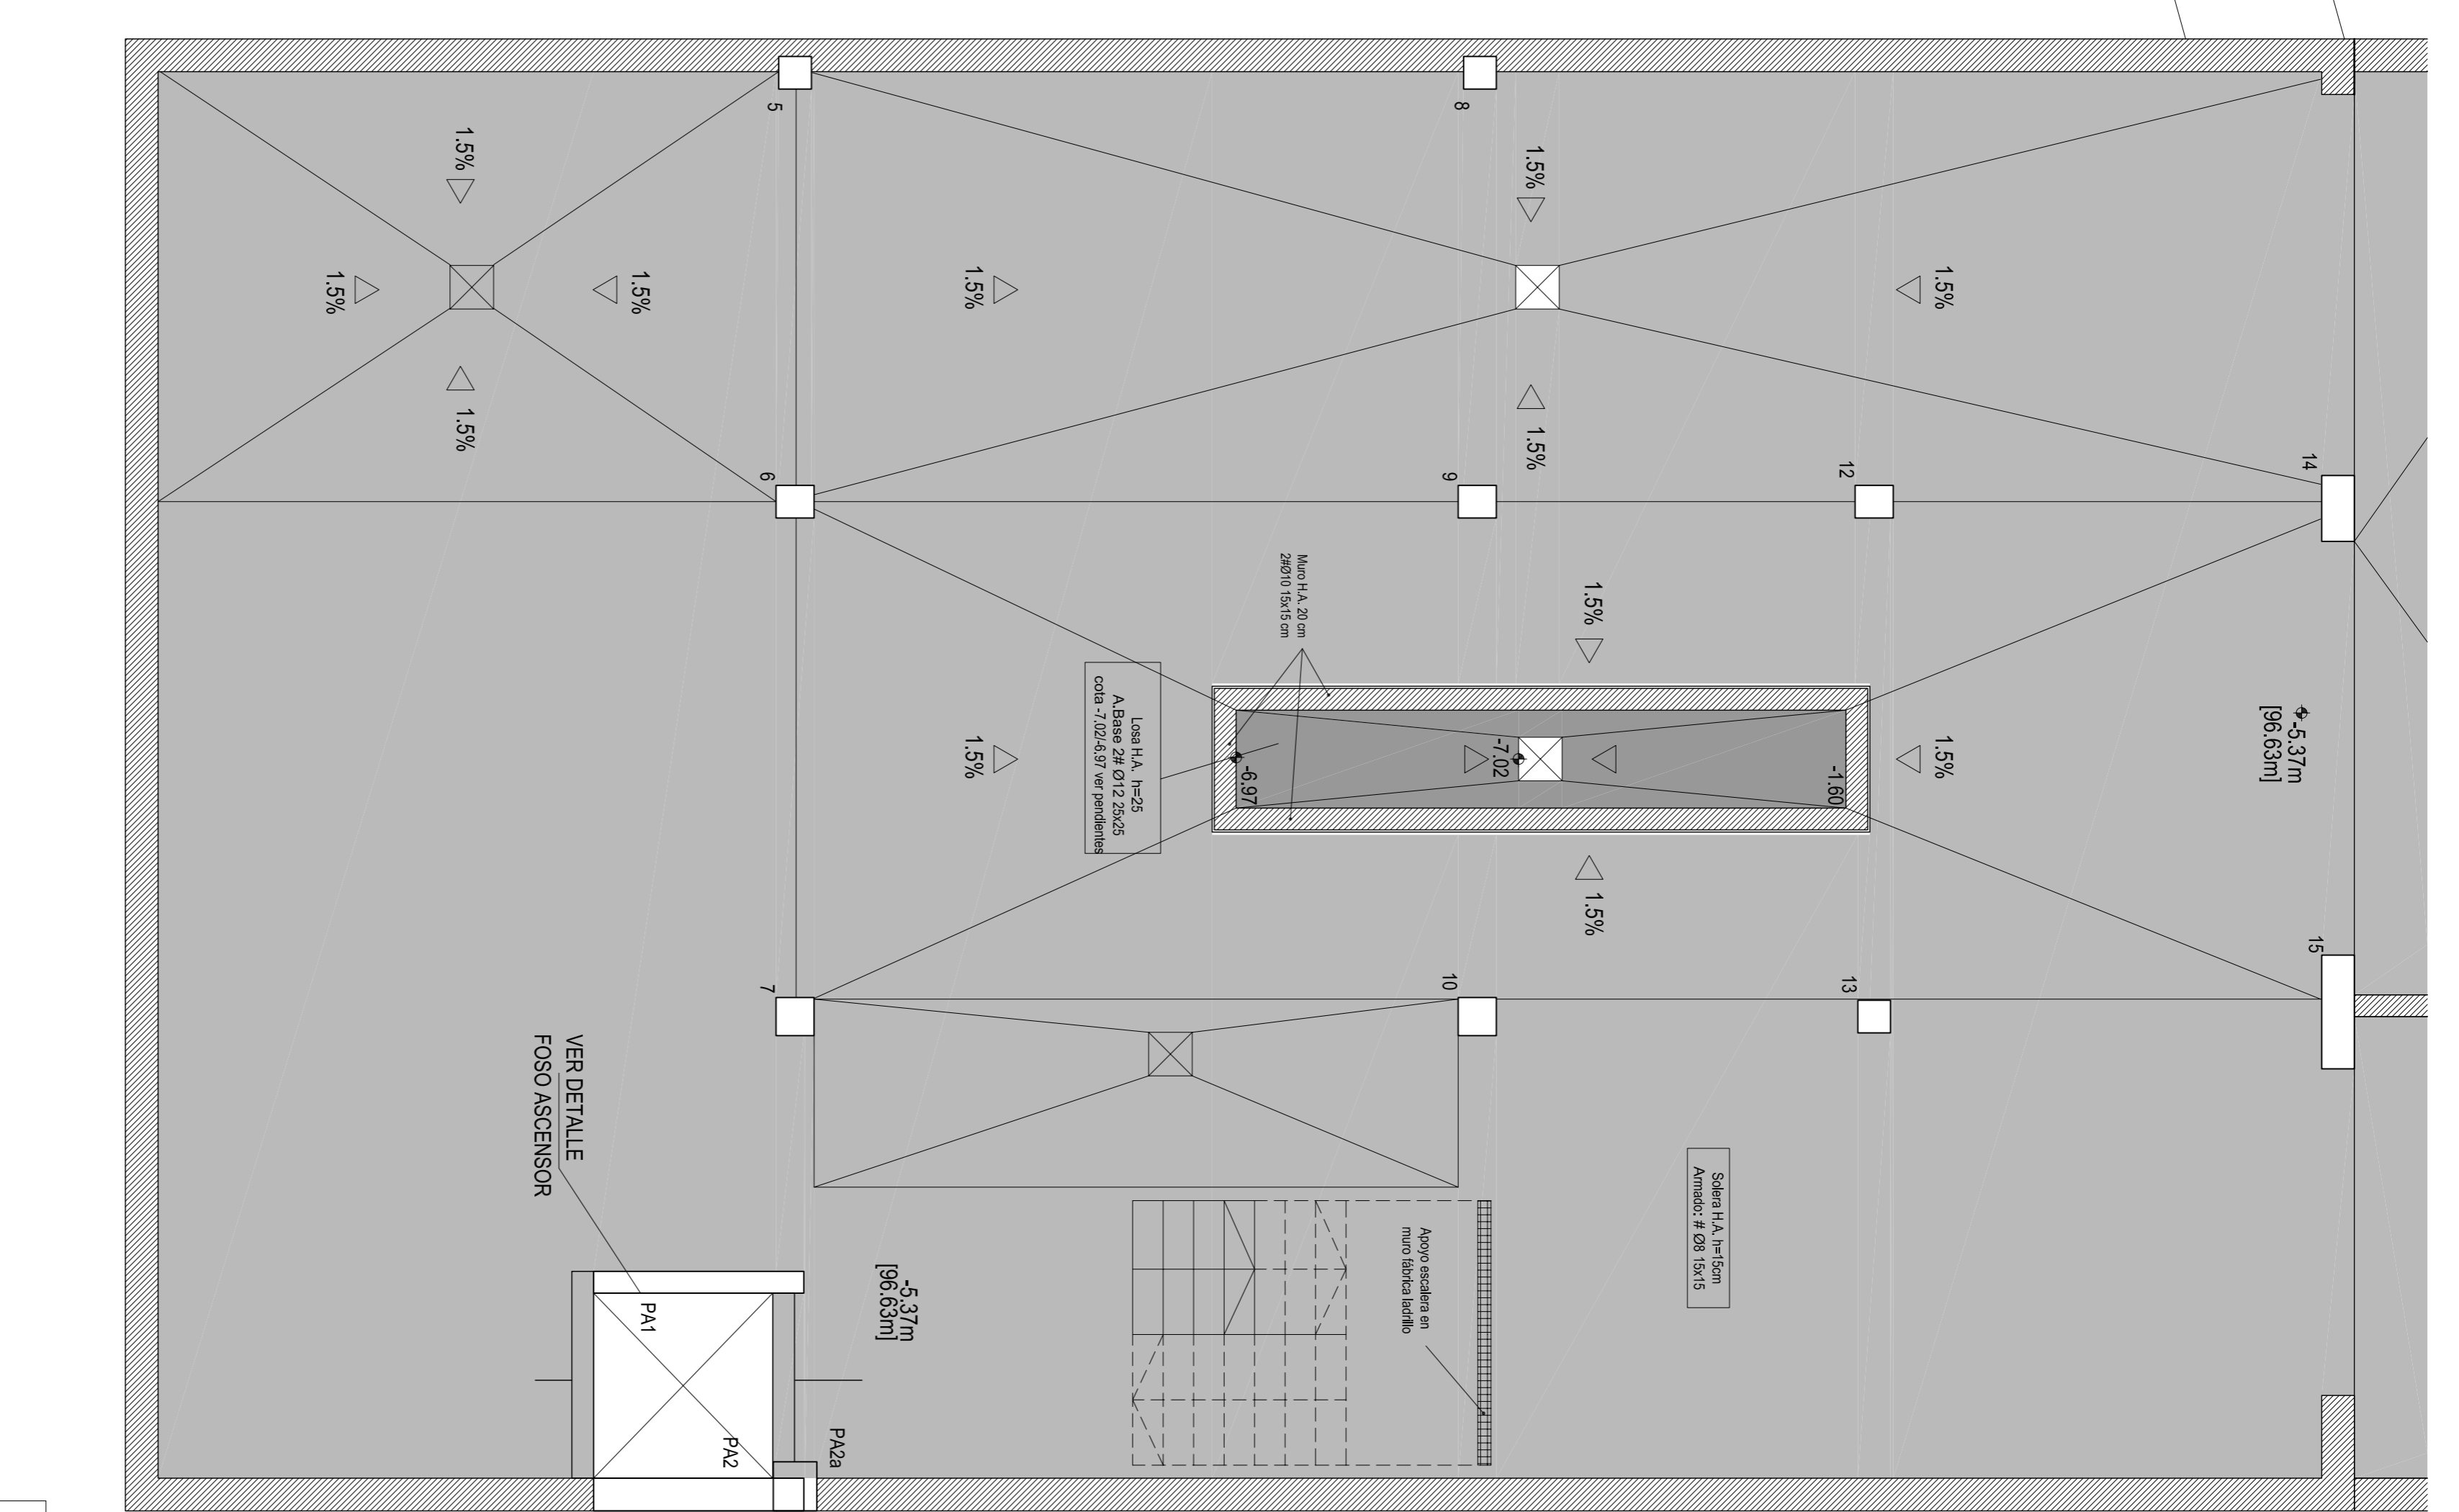 5
8
1.5%
1.5%
1.5%
1.5%
1.5%
1.5%
1.5%
1.5%
6
9
12
14
Muro H.A. 20 cm
2#Ø10 15x15 cm
1.5%
Losa H.A. h=25
A.Base 2# Ø12 25x25
cota -7,02/-6,97 ver pendientes
1.5%
-6.97
-7.02
-1.60
1.5%
-5.37m
[96.63m]
1.5%
7
10
13
15
VER DETALLE
FOSO ASCENSOR
Solera H.A. h=15cm
Armado: # Ø8 15x15
Apoyo escalera en
muro fábrica ladrillo
-5.37m
[96.63m]
PA1
PA2
PA2a